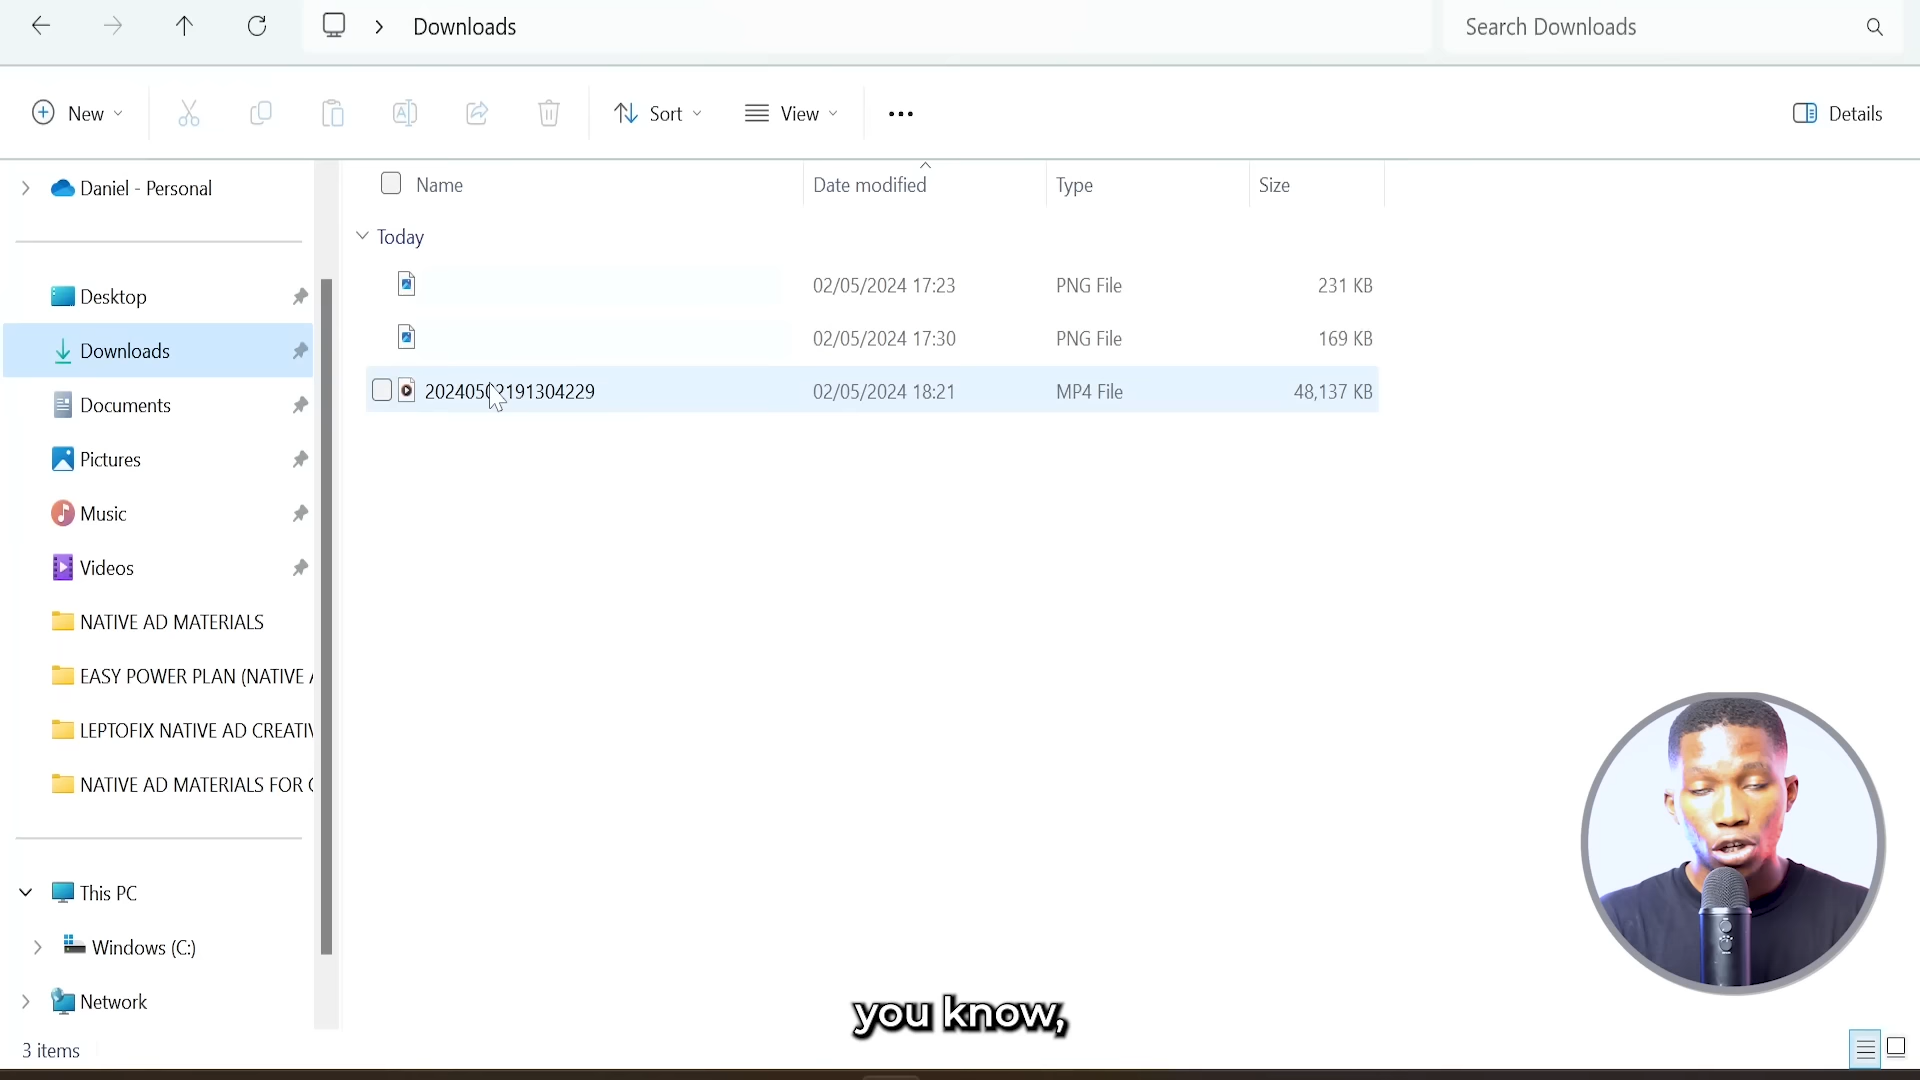 Downloads
Search Downloads
New
Sort
View
Details
Daniel - Personal
Desktop
Downloads
Documents
Pictures
Music
Videos
NATIVE AD MATERIALS
EASY POWER PLAN (NATIVE
LEPTOFIX NATIVE AD
NATIVE AD MATERIALS FOR
This PC
Windows (C:)
Network
3 items
Name Date modified Type Size
Today
02/05/2024 17:23 PNG File 231 KB
02/05/2024 17:30 PNG File 169 KB
20240502191304229 02/05/2024 18:21 MP4 File 48,137 KB
you know,